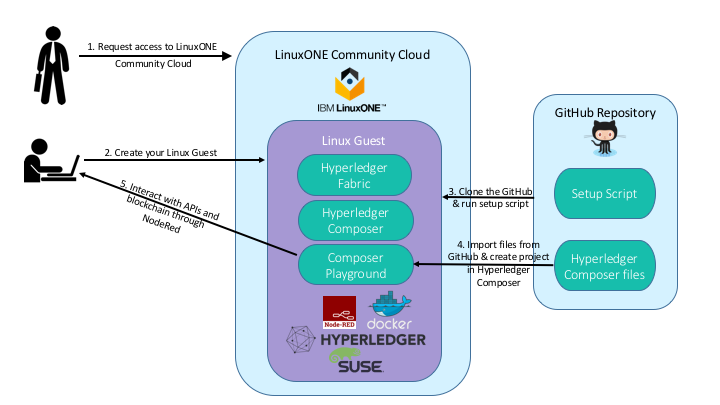 1. Request access to LinuxONE
Community Cloud
LinuxONE Community Cloud
IBM LinuxONE™
GitHub Repository
Linux Guest
2. Create your Linux Guest
Hyperledger
Fabric
3. Clone the GitHub
& run setup script
Setup Script
5. Interact with APIs and
blockchain through
NodeRed
Hyperledger
Composer
4. Import files from
GitHub & create project
in Hyperledger
Composer
Composer
Playground
Hyperledger
Composer files
Node-RED
docker
HYPERLEDGER
SUSE